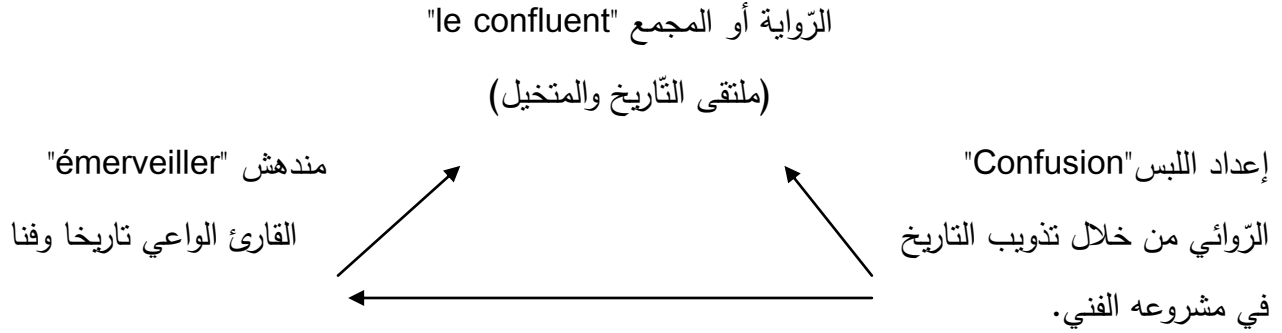 الرّواية أو المجمع "le confluent"
(ملتقى التّاريخ والمتخيل)
إعداد اللبس"Confusion"
الرّوائي من خلال تذويب التاريخ
في مشروعه الفني.
مندهش "émerveiller"
القارئ الواعي تاريخا وفنا